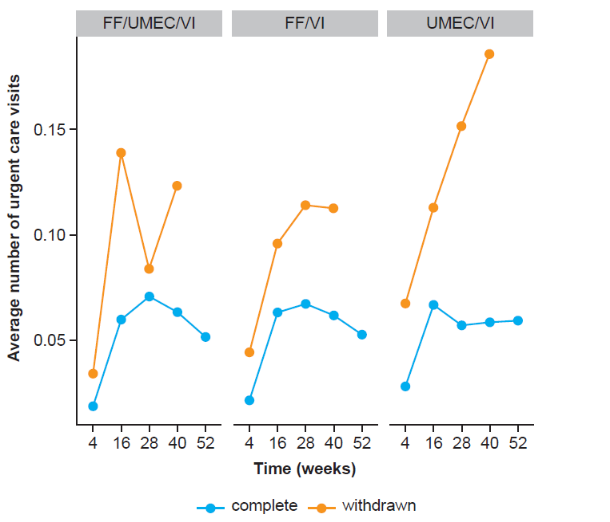 FF/UMEC/VI FF/VI UMEC/VI
Average number of urgent care visits
0.15
0.10
0.05
4 16 28 40 52 4 16 28 40 52 4 16 28 40 52
Time (weeks)
complete withdrawn